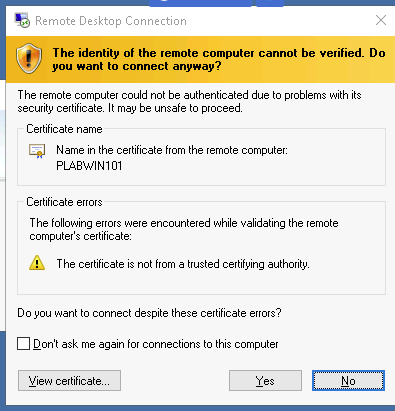 Remote Desktop Connection
The identity of the remote computer cannot be verified. Do
you want to connect anyway?
The remote computer could not be authenticated due to problems with its
security certificate. It may be unsafe to proceed.
Certificate name
Name in the certificate from the remote computer:
PLABWIN101
Certificate errors
The following errors were encountered while validating the remote
computer's certificate:
The certificate is not from a trusted certifying authority.
Do you want to connect despite these certificate errors?
Don't ask me again for connections to this computer
View certificate... Yes No